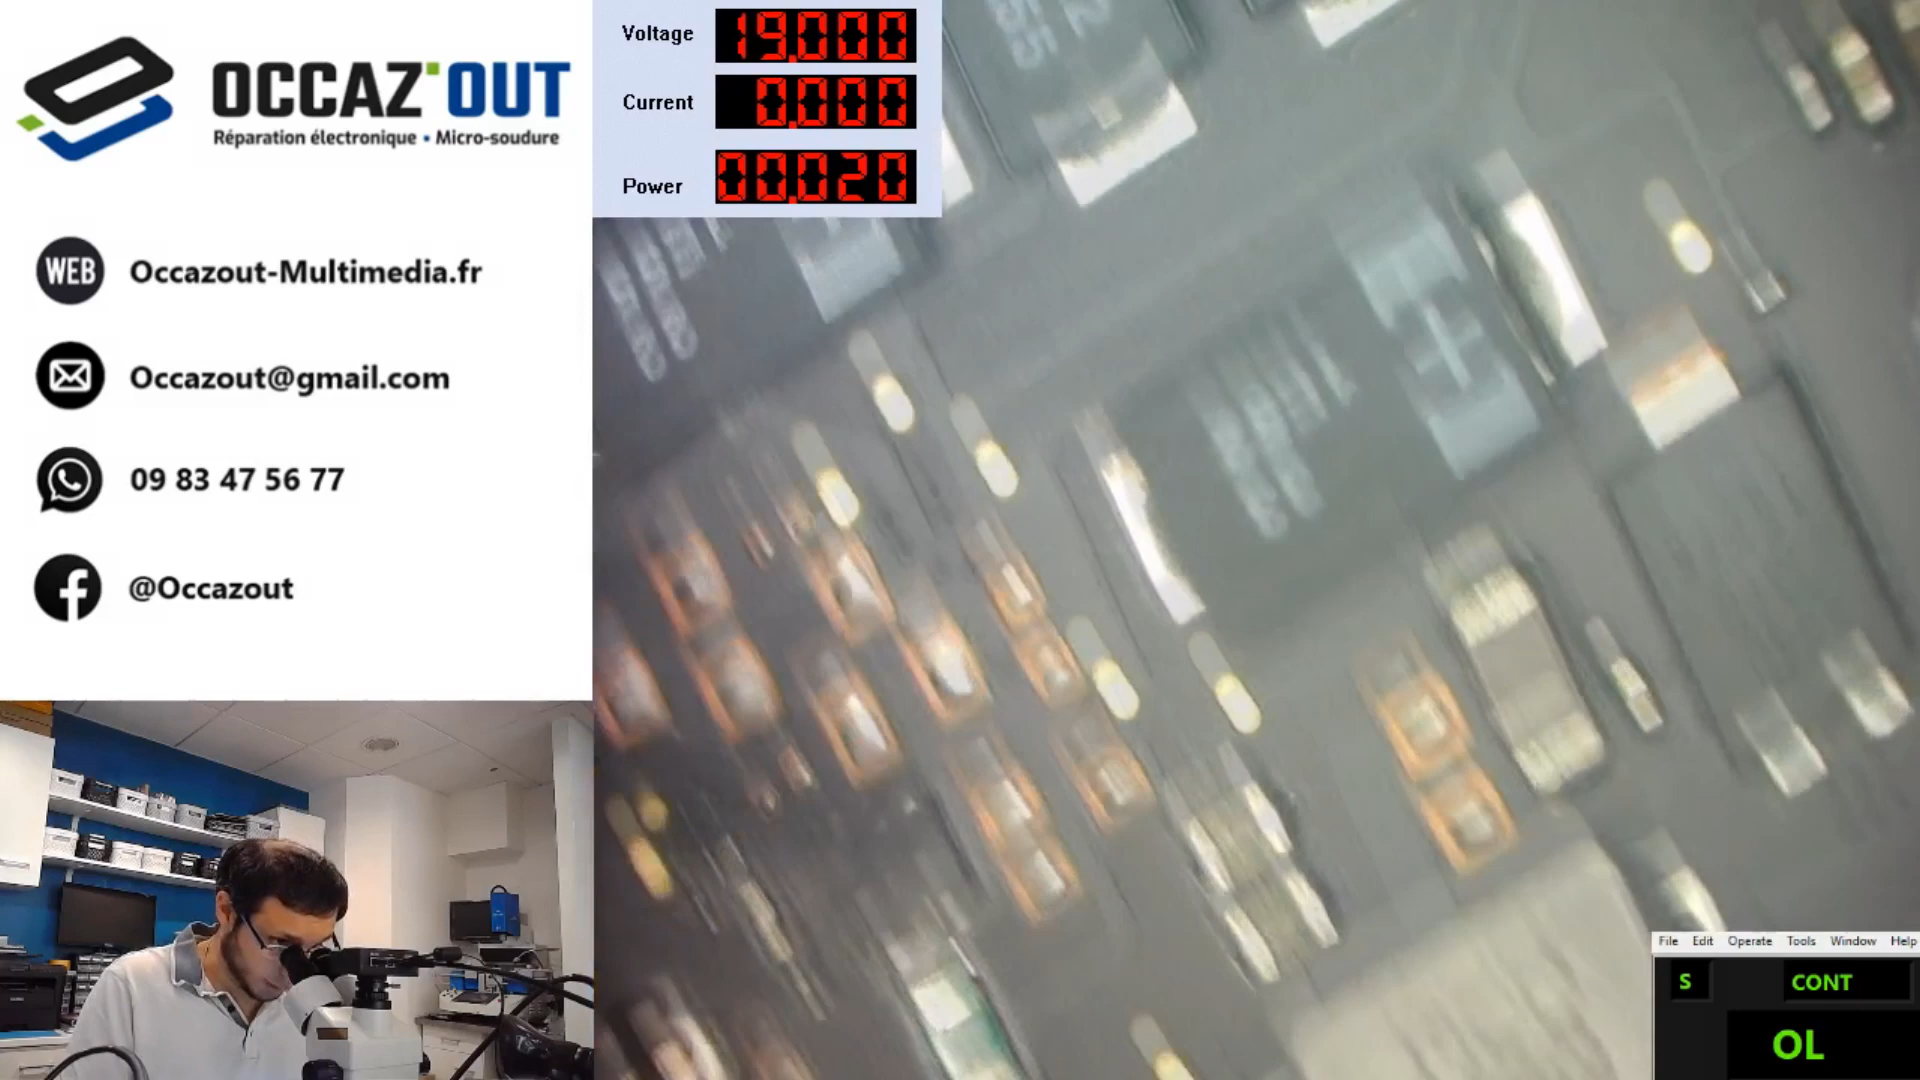 OCCAZ'OUT
Réparation électronique • Micro-soudure
WEB
Occazout-Multimedia.fr
Occazout@gmail.com
09 83 47 56 77
@Occazout
Voltage 19.000
Current 0.000
Power 00.020
File Edit Operate Tools Window Help
S CONT
OL